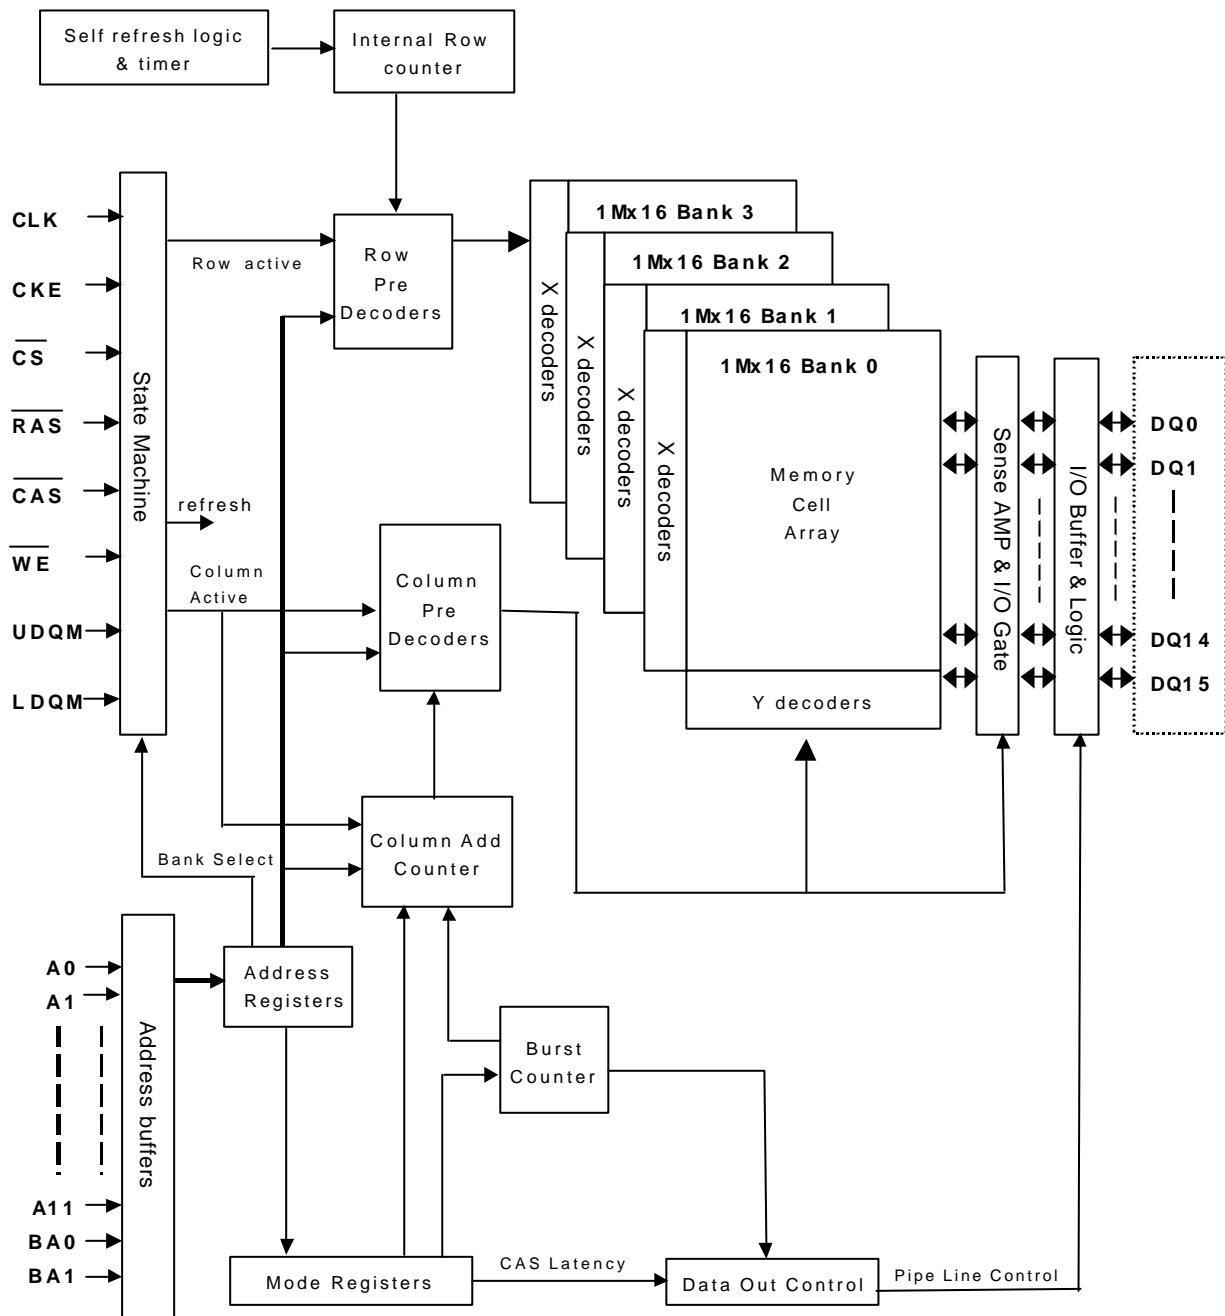 Self refresh logic
& timer
Internal Row
counter
CLK
CKE
CS
RAS
CAS
WE
UDQM
LDQM
State Machine
Row active
refresh
Column
Active
Bank Select
Row
Pre
Decoders
Column
Pre
Decoders
Column Add
Counter
1Mx16 Bank 3
1Mx16 Bank 2
1Mx16 Bank 1
1Mx16 Bank 0
X decoders
X decoders
X decoders
X decoders
Memory
Cell
Array
Y decoders
Sense AMP & I/O Gate
I/O Buffer & Logic
DQ0
DQ1
DQ14
DQ15
A0
A1
A11
BA0
BA1
Address buffers
Address
Registers
Burst
Counter
Mode Registers
CAS Latency
Data Out Control
Pipe Line Control